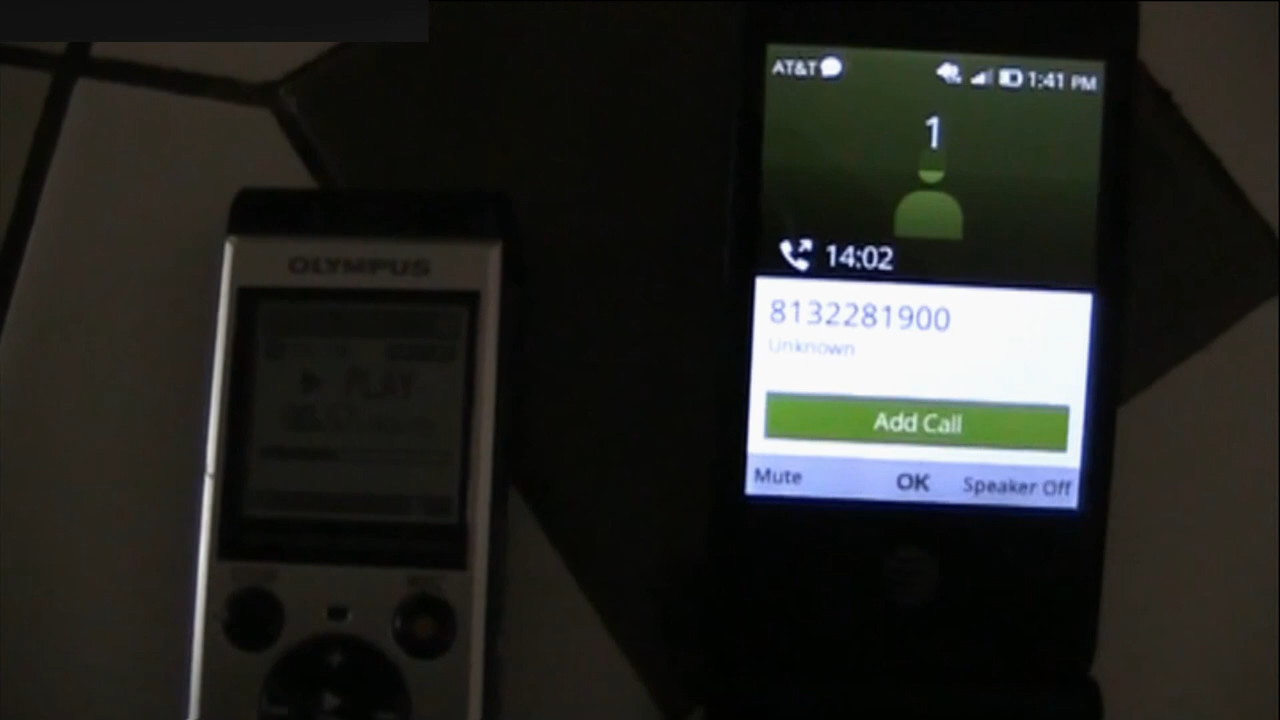 OLYMPUS
PLAY
AT&T 1:41 PM
1
14:02
8132281900
Unknown
Add Call
Mute OK Speaker Off